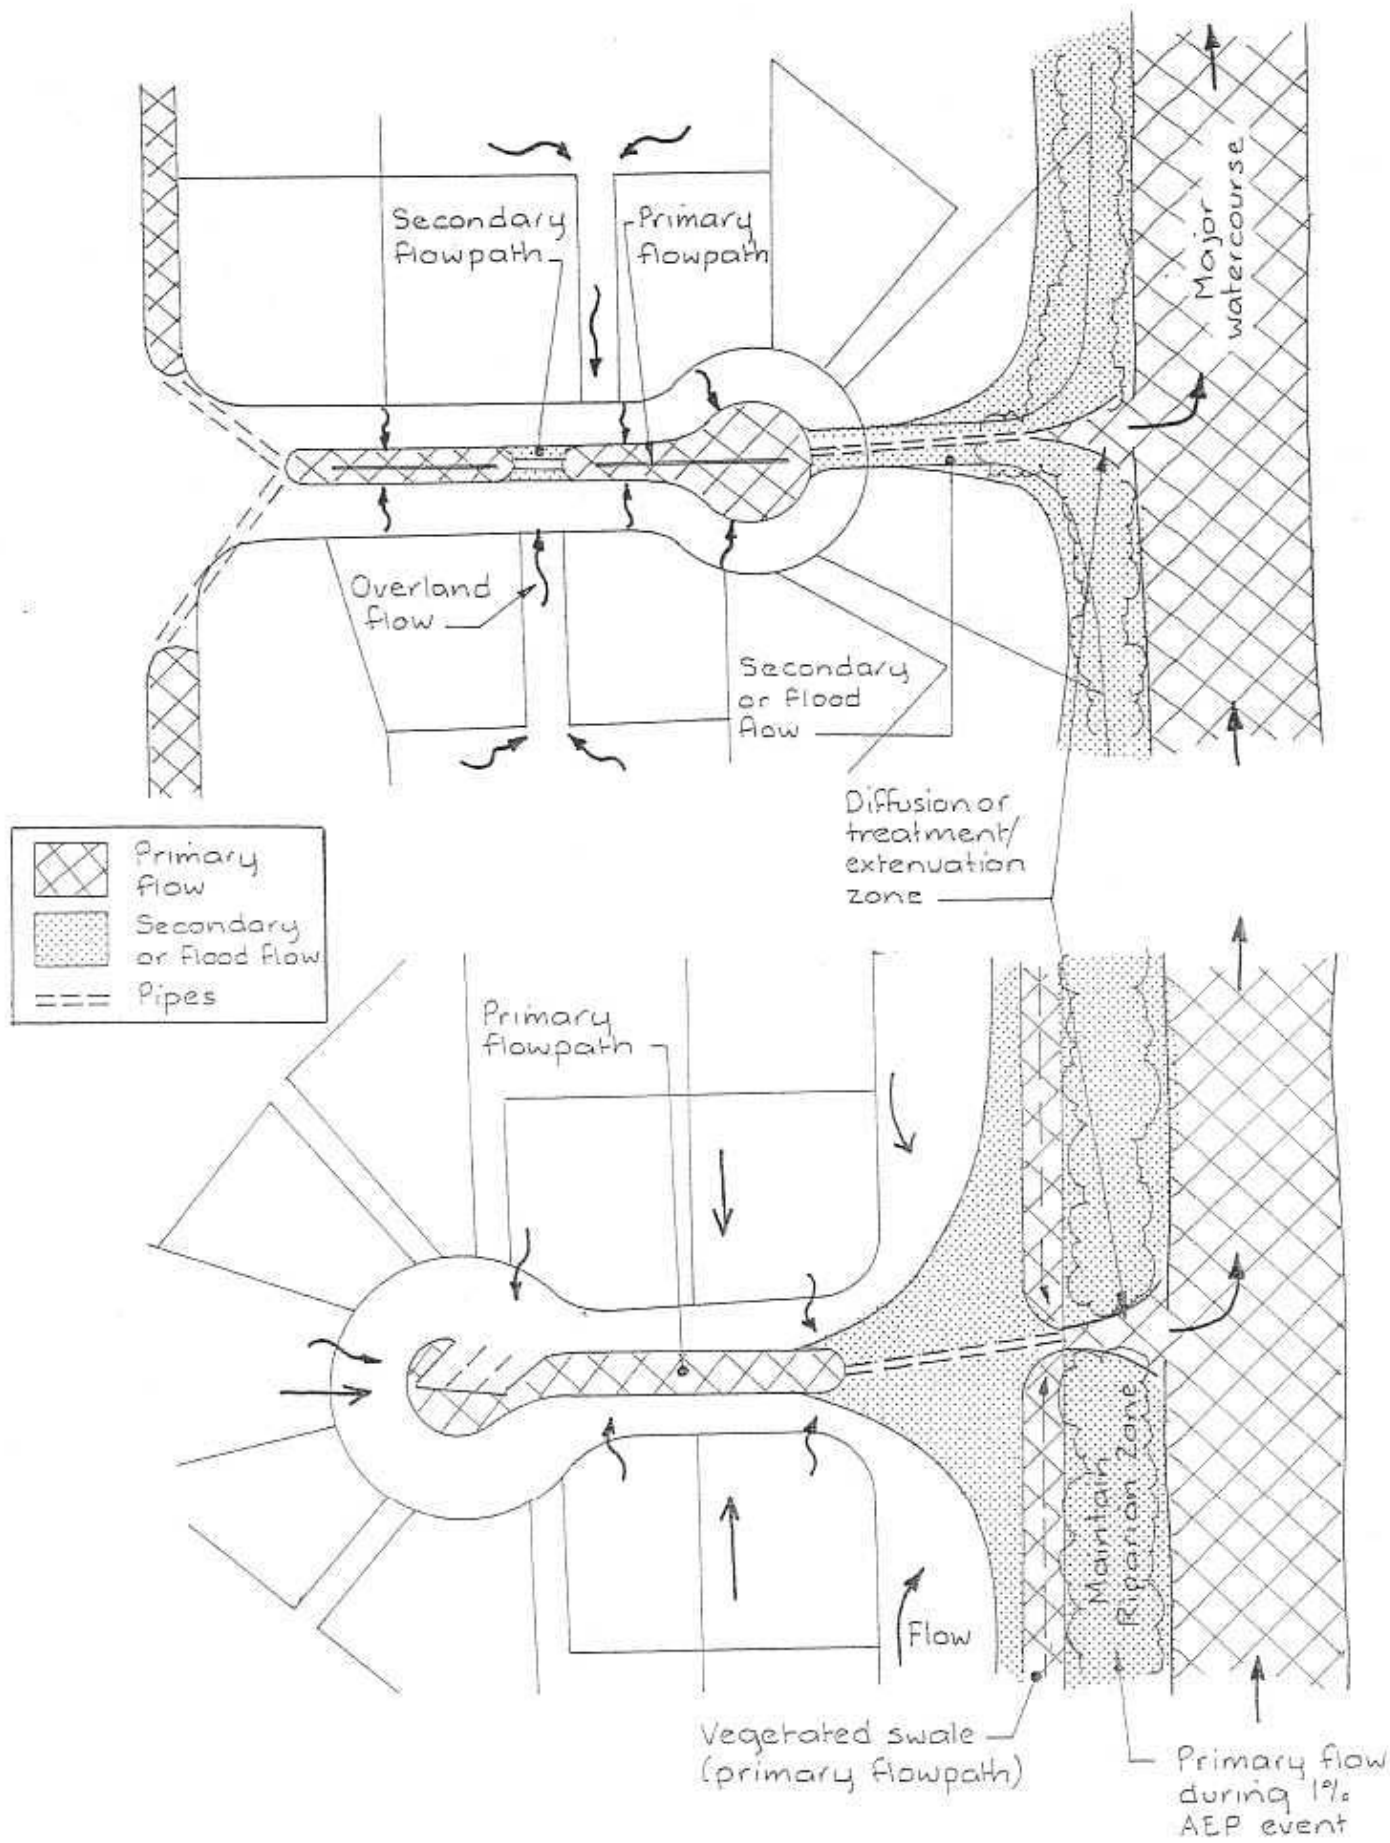 Secondary
flowpath
Primary
flowpath
Major
watercourse
Overland
flow
Secondary
or flood
flow
Diffusion or
treatment/
extenuation
zone
Primary
flow
Secondary
or flood flow
Pipes
Primary
flowpath
Maintain
Riparian Zone
Flow
Vegetated swale
(primary flowpath)
Primary flow
during 1%
AEP event